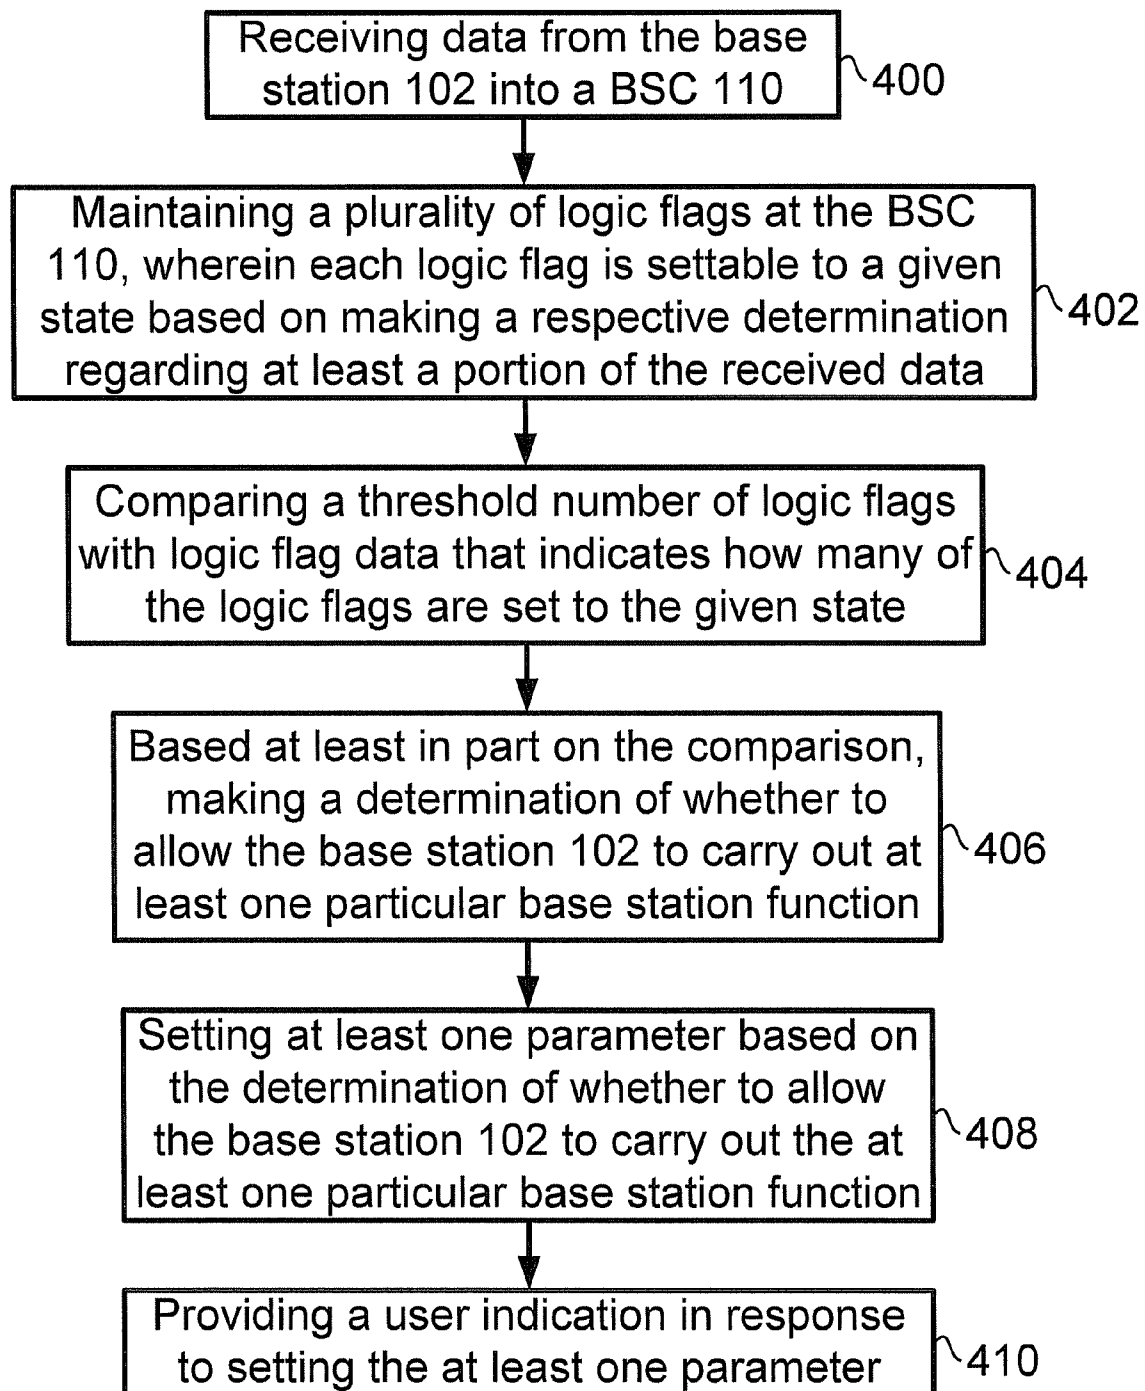 Receiving data from the base
station 102 into a BSC 110
400
Maintaining a plurality of logic flags at the BSC
110, wherein each logic flag is settable to a given
state based on making a respective determination
regarding at least a portion of the received data
402
Comparing a threshold number of logic flags
with logic flag data that indicates how many of
the logic flags are set to the given state
404
Based at least in part on the comparison,
making a determination of whether to
allow the base station 102 to carry out at
least one particular base station function
406
Setting at least one parameter based on
the determination of whether to allow
the base station 102 to carry out the at
least one particular base station function
408
Providing a user indication in response
to setting the at least one parameter
410